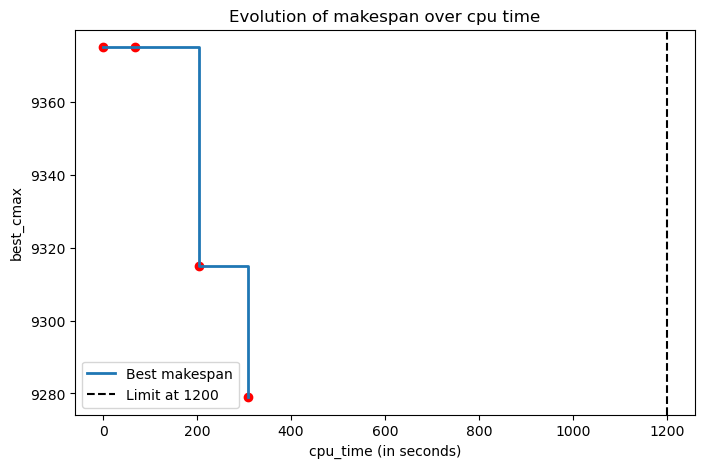 Evolution of makespan over cpu time
best_cmax
9360
9340
9320
9300
9280
Best makespan
Limit at 1200
0 200 400 600 800 1000 1200
cpu_time (in seconds)